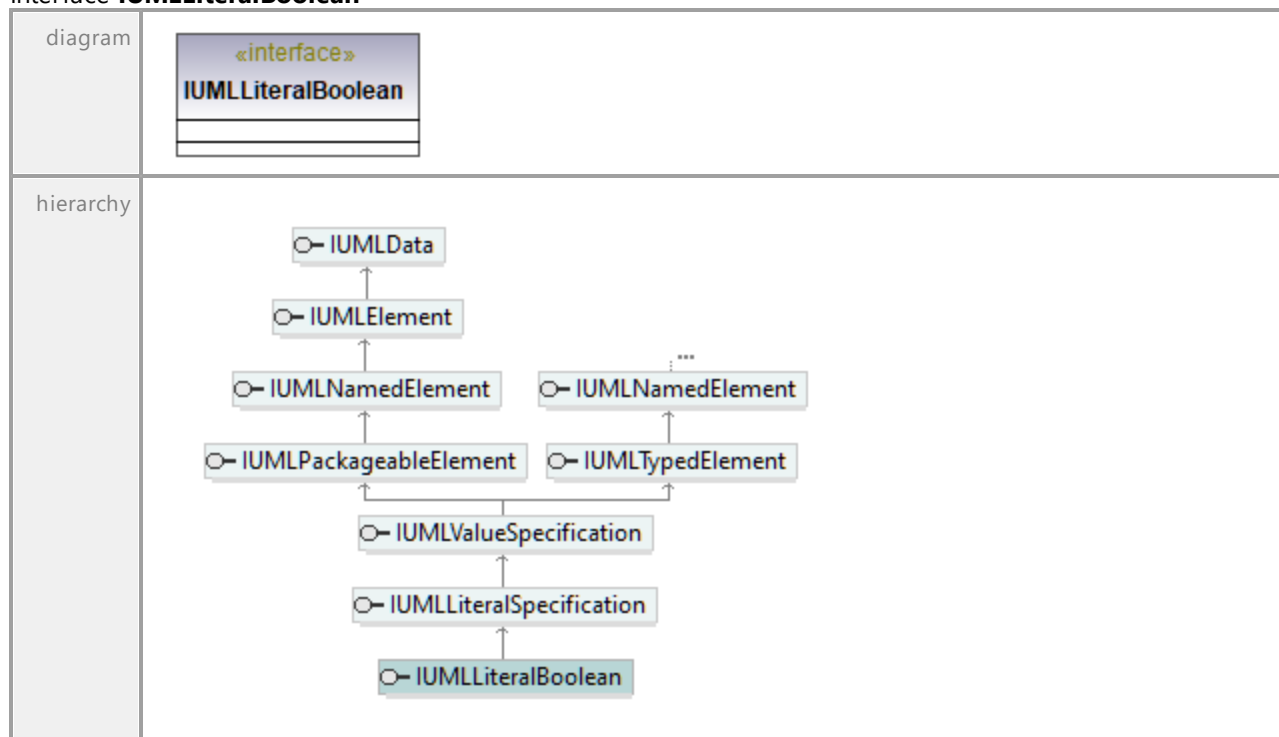 interface IUMLLiteralBoolean
diagram
«interface»
IUMLLiteralBoolean
hierarchy
IUMLData
IUMLElement
IUMLNamedElement
IUMLNamedElement
IUMLPackageableElement
IUMLTypedElement
IUMLValueSpecification
IUMLLiteralSpecification
IUMLLiteralBoolean